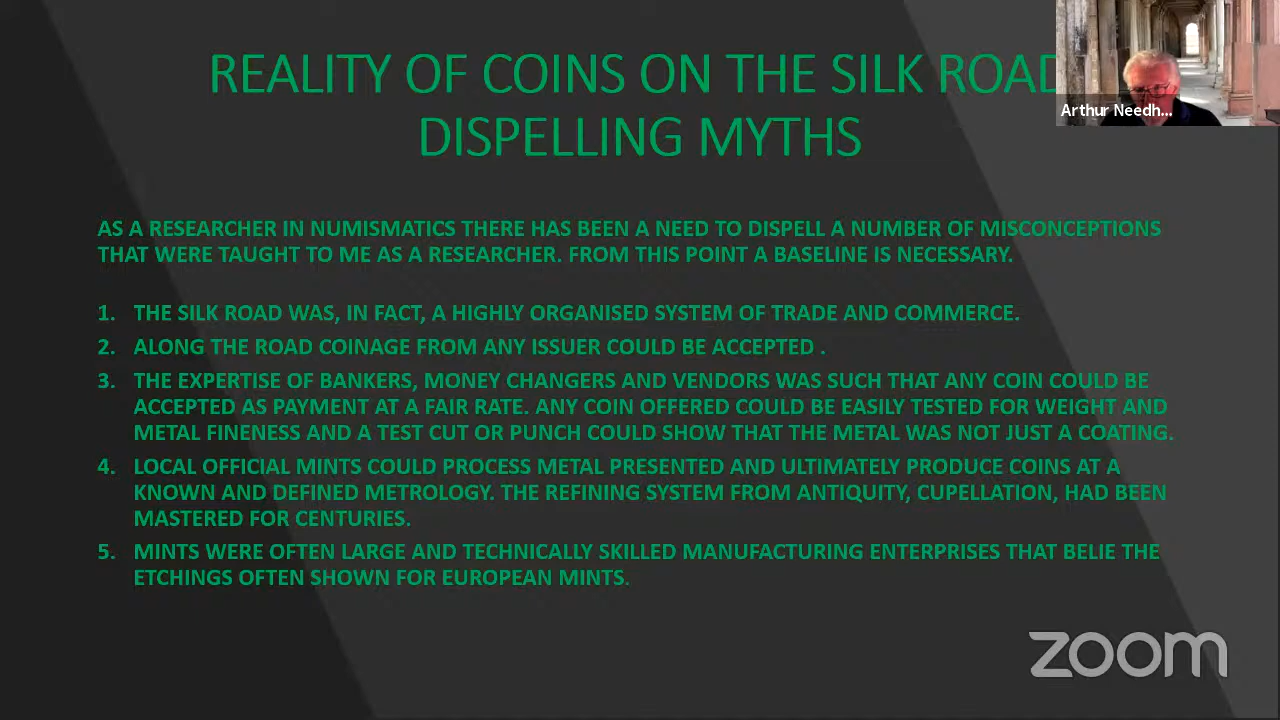 REALITY OF COINS ON THE SILK ROAD
DISPELLING MYTHS
Arthur Needh...
AS A RESEARCHER IN NUMISMATICS THERE HAS BEEN A NEED TO DISPELL A NUMBER OF MISCONCEPTIONS
THAT WERE TAUGHT TO ME AS A RESEARCHER. FROM THIS POINT A BASELINE IS NECESSARY.
1. THE SILK ROAD WAS, IN FACT, A HIGHLY ORGANISED SYSTEM OF TRADE AND COMMERCE.
2. ALONG THE ROAD COINAGE FROM ANY ISSUER COULD BE ACCEPTED .
3. THE EXPERTISE OF BANKERS, MONEY CHANGERS AND VENDORS WAS SUCH THAT ANY COIN COULD BE
ACCEPTED AS PAYMENT AT A FAIR RATE. ANY COIN OFFERED COULD BE EASILY TESTED FOR WEIGHT AND
METAL FINENESS AND A TEST CUT OR PUNCH COULD SHOW THAT THE METAL WAS NOT JUST A COATING.
4. LOCAL OFFICIAL MINTS COULD PROCESS METAL PRESENTED AND ULTIMATELY PRODUCE COINS AT A
KNOWN AND DEFINED METROLOGY. THE REFINING SYSTEM FROM ANTIQUITY, CUPELLATION, HAD BEEN
MASTERED FOR CENTURIES.
5. MINTS WERE OFTEN LARGE AND TECHNICALLY SKILLED MANUFACTURING ENTERPRISES THAT BELIE THE
ETCHINGS OFTEN SHOWN FOR EUROPEAN MINTS.
zoom